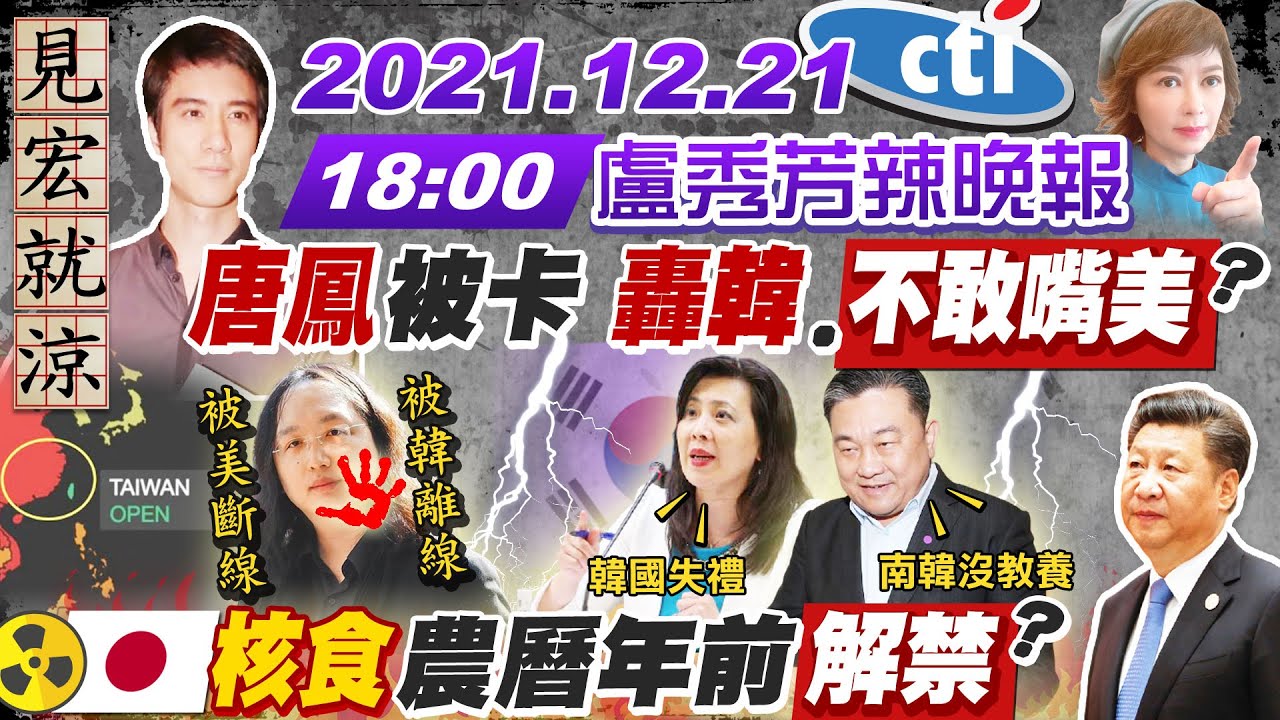 見宏就涼
2021.12.21
cti
18:00 盧秀芳辣晚報
唐鳳被卡 轟韓.不敢嘴美?
被美斷線
被韓離線
TAIWAN
OPEN
韓國失禮
南韓沒教養
核食農曆年前解禁?